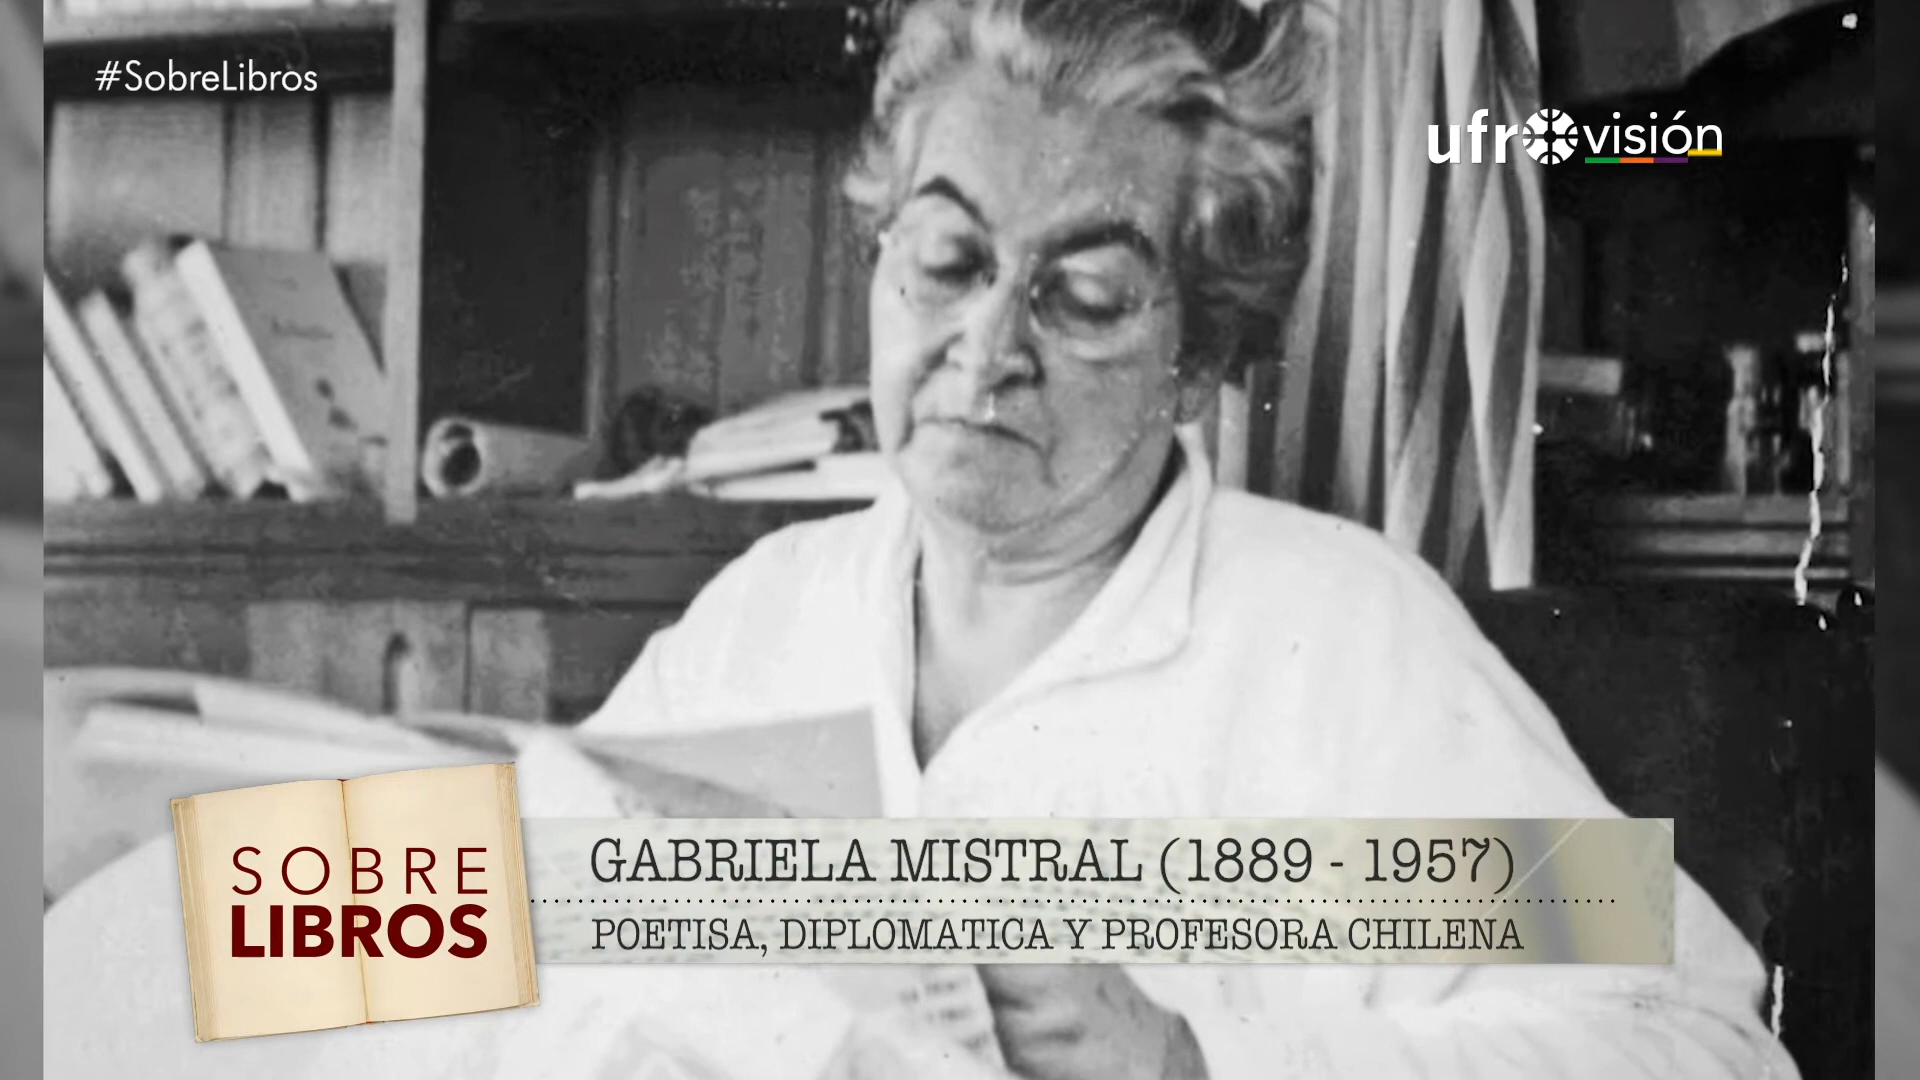 #SobreLibros
ufrovisión
SOBRE
LIBROS
GABRIELA MISTRAL (1889 - 1957)
POETISA, DIPLOMATICA Y PROFESORA CHILENA